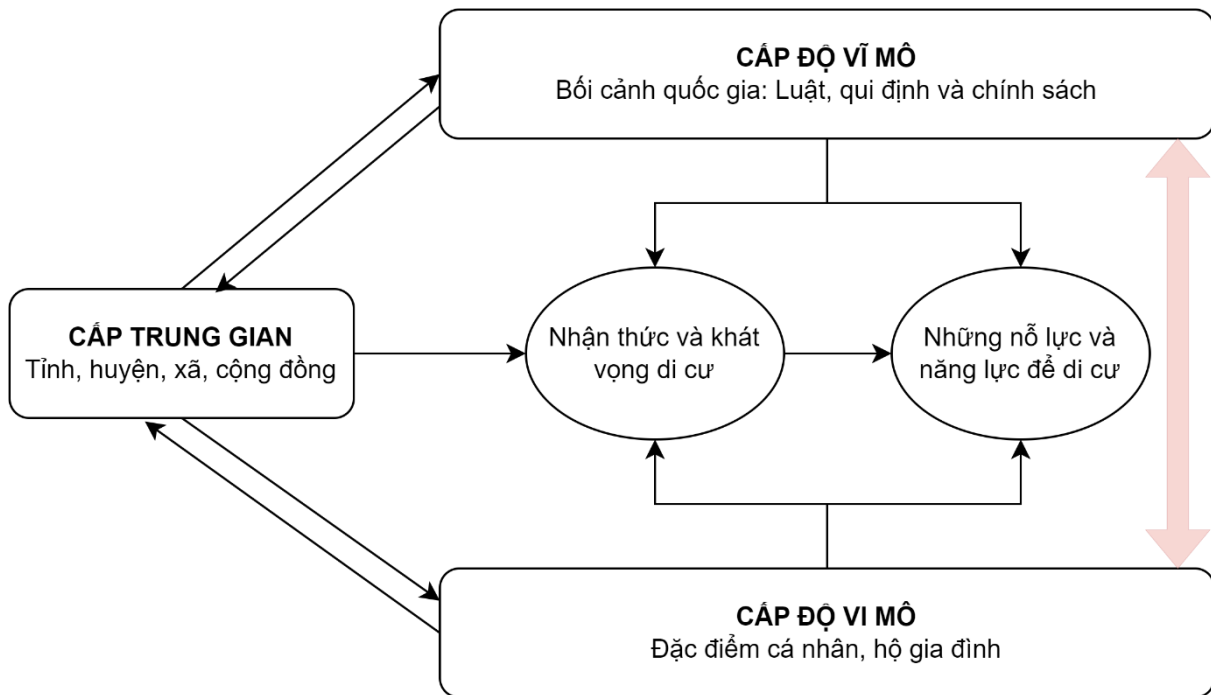 CẤP ĐỘ VĨ MÔ
Bối cảnh quốc gia: Luật, qui định và chính sách
CẤP TRUNG GIAN
Tỉnh, huyện, xã, cộng đồng
Nhận thức và khát
vọng di cư
Những nỗ lực và
năng lực để di cư
CẤP ĐỘ VI MÔ
Đặc điểm cá nhân, hộ gia đình